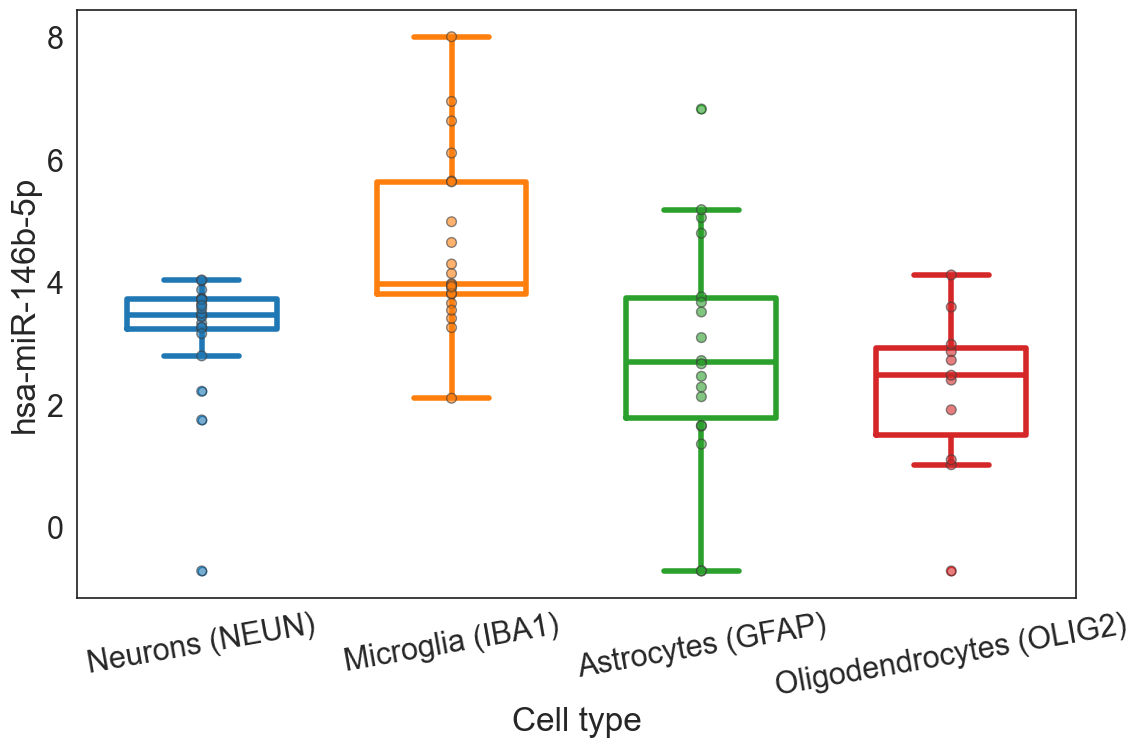 hsa-miR-146b-5p
8
6
4
2
0
Neurons (NEUN)
Microglia (IBA1)
Astrocytes (GFAP)
Oligodendrocytes (OLIG2)
Cell type